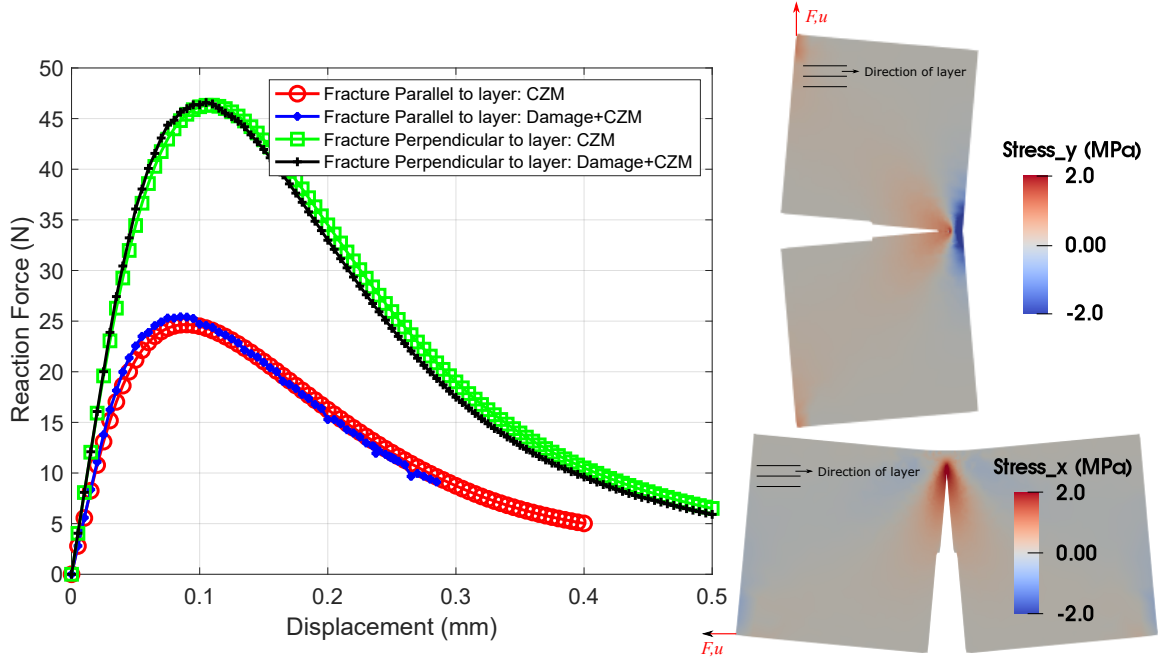 Reaction Force (N)
50
45
40
35
30
25
20
15
10
5
0
0
0.1
0.2
0.3
0.4
0.5
Displacement (mm)
Fracture Parallel to layer: CZM
Fracture Parallel to layer: Damage+CZM
Fracture Perpendicular to layer: CZM
Fracture Perpendicular to layer: Damage+CZM
F,u
Direction of layer
Stress_y (MPa)
2.0
0.00
-2.0
Direction of layer
Stress_x (MPa)
2.0
0.00
-2.0
F,u